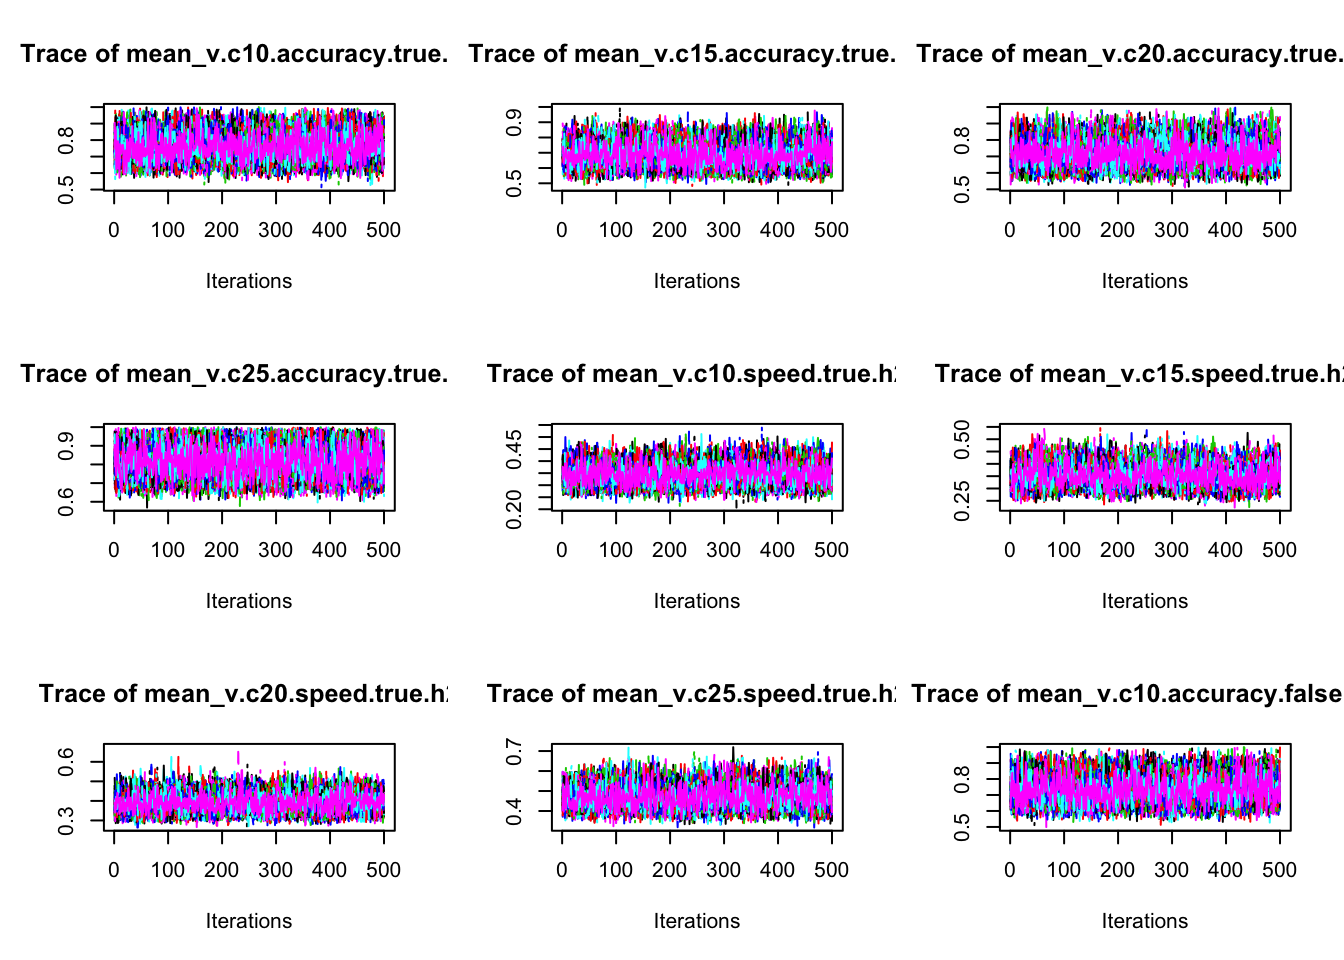 Trace of mean_v.c10.accuracy.true.
0.8
0.5
0 100 200 300 400 500
Iterations
Trace of mean_v.c15.accuracy.true.
0.9
0.5
0 100 200 300 400 500
Iterations
Trace of mean_v.c20.accuracy.true.
0.8
0.5
0 100 200 300 400 500
Iterations
Trace of mean_v.c25.accuracy.true.
0.9
0.6
0 100 200 300 400 500
Iterations
Trace of mean_v.c10.speed.true.h
0.45
0.20
0 100 200 300 400 500
Iterations
Trace of mean_v.c15.speed.true.h
0.50
0.25
0 100 200 300 400 500
Iterations
Trace of mean_v.c20.speed.true.h
0.6
0.3
0 100 200 300 400 500
Iterations
Trace of mean_v.c25.speed.true.h
0.7
0.4
0 100 200 300 400 500
Iterations
Trace of mean_v.c10.accuracy.false
0.8
0.5
0 100 200 300 400 500
Iterations